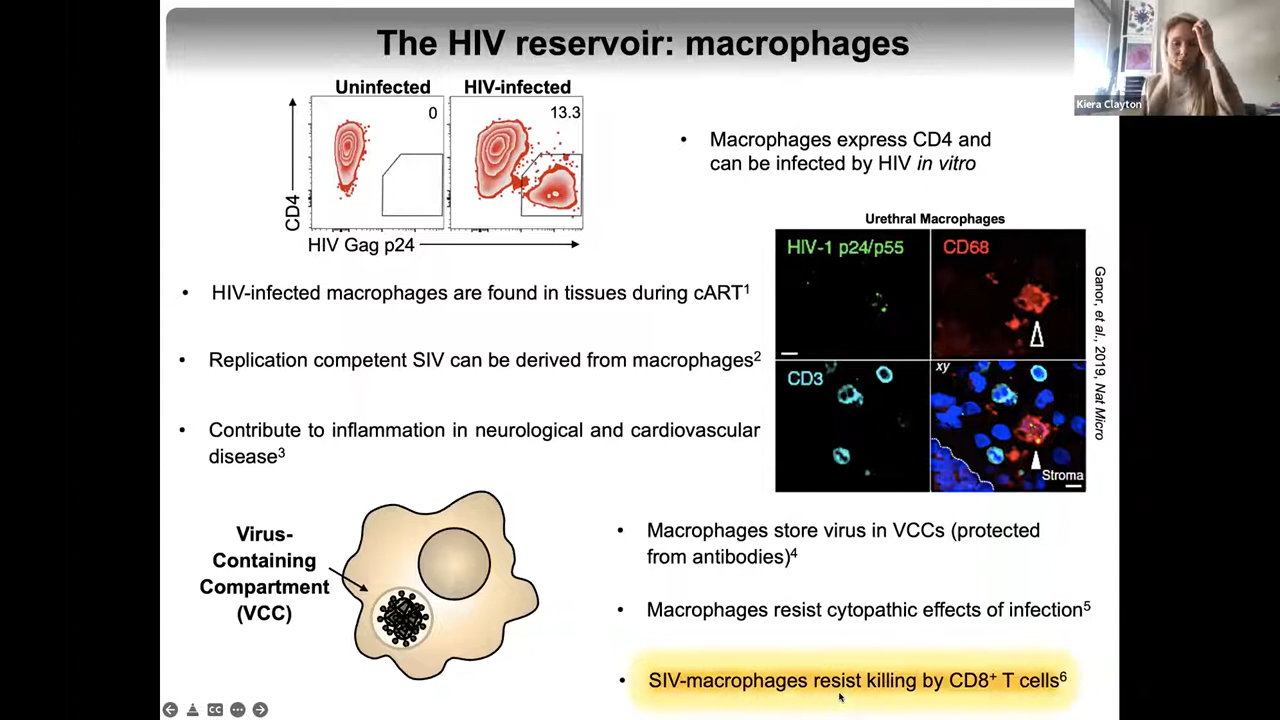 The HIV reservoir: macrophages
Kiera Clayton
Uninfected
HIV-infected
0
13.3
CD4
HIV Gag p24
• Macrophages express CD4 and
can be infected by HIV in vitro
Urethral Macrophages
HIV-1 p24/p55
CD68
CD3
xy
Stroma
Ganor, et al., 2019, Nat Micro
• HIV-infected macrophages are found in tissues during cART¹
• Replication competent SIV can be derived from macrophages²
• Contribute to inflammation in neurological and cardiovascular
disease³
Virus-
Containing
Compartment
(VCC)
• Macrophages store virus in VCCs (protected
from antibodies)⁴
• Macrophages resist cytopathic effects of infection⁵
• SIV-macrophages resist killing by CD8⁺ T cells⁶
CC